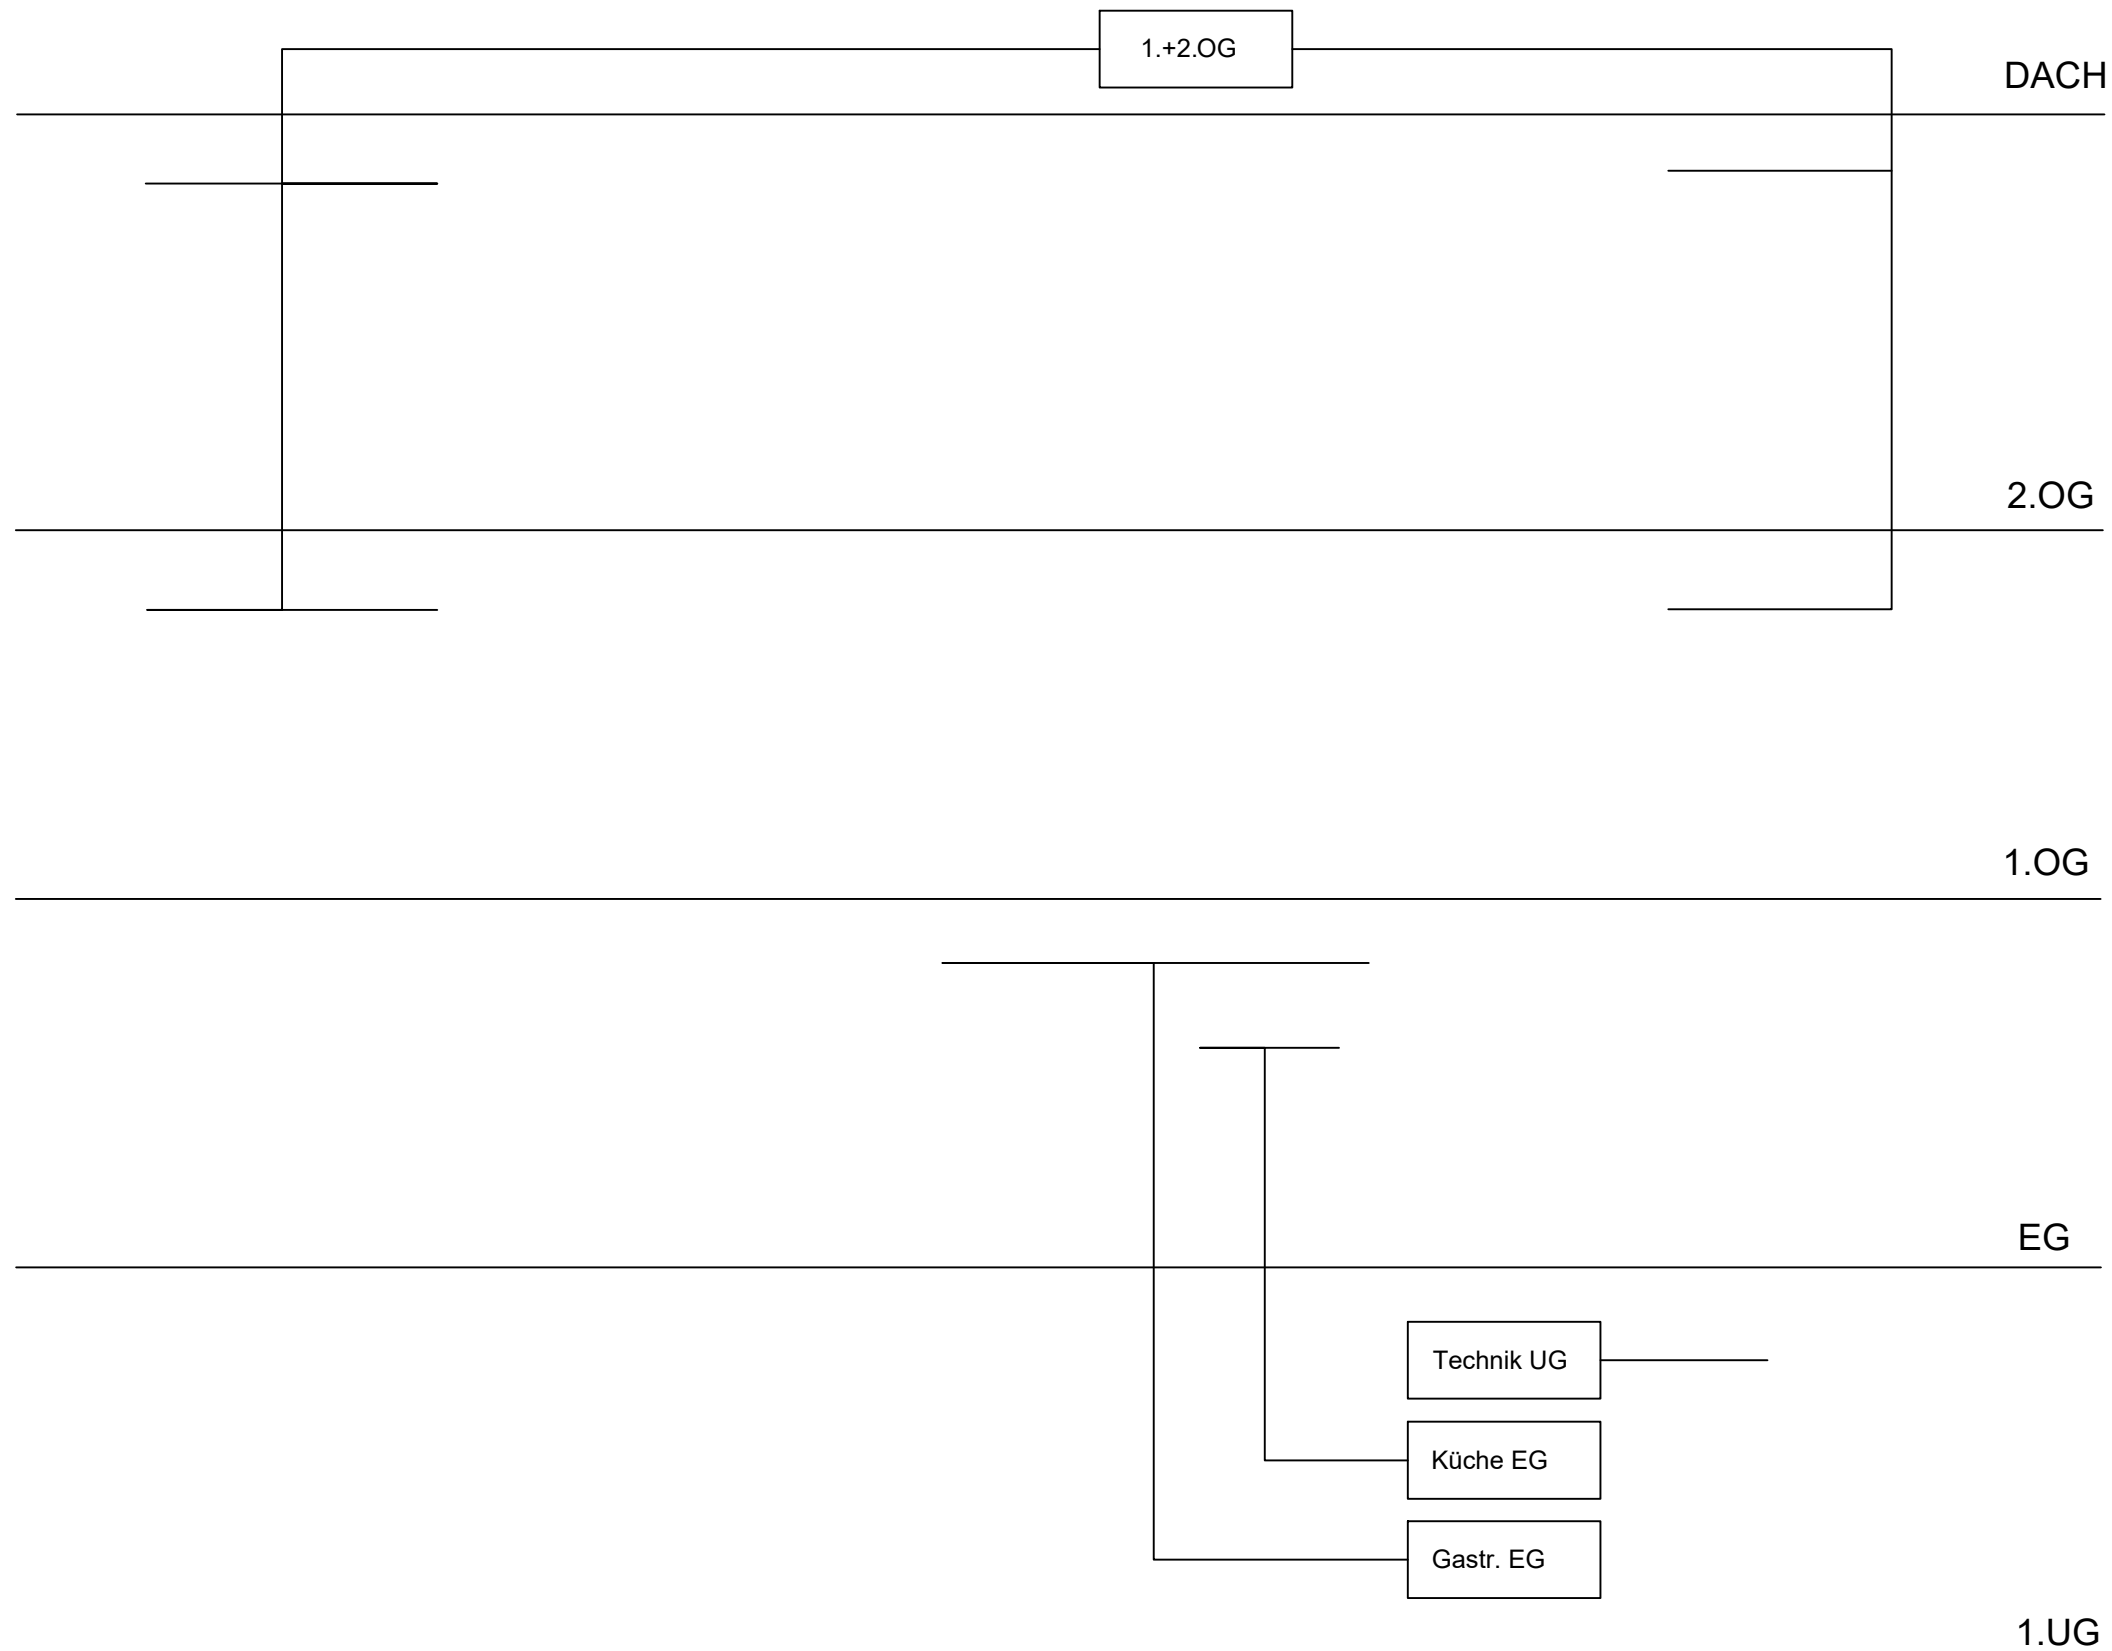 1.+2.OG
DACH
2.OG
1.OG
EG
Technik UG
Küche EG
Gastr. EG
1.UG